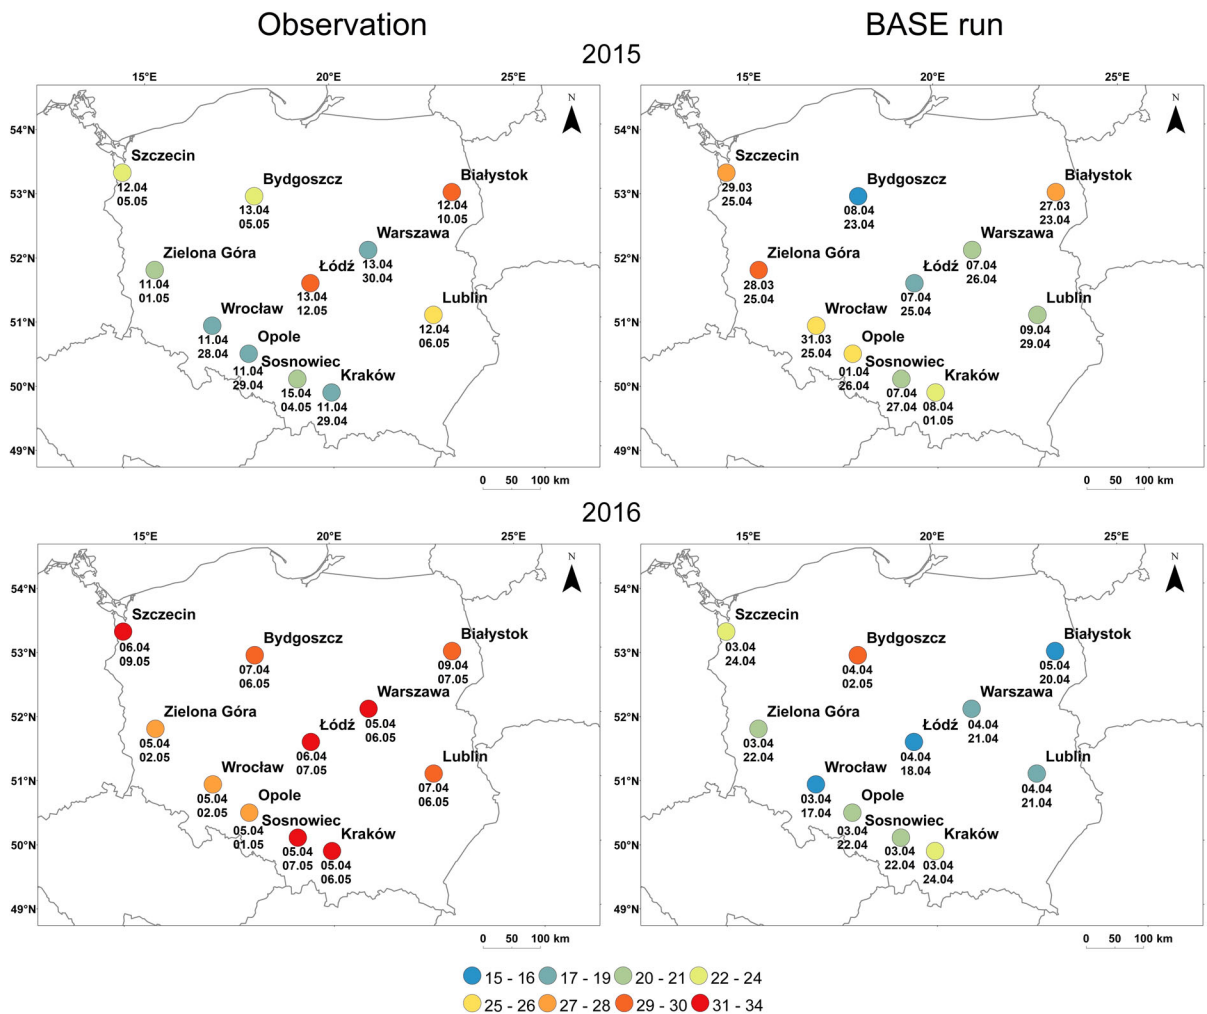 Observation
BASE run
2015
15°E 20°E 25°E
15°E 20°E 25°E
54°N
53°N
52°N
51°N
50°N
49°N
N
Szczecin
12.04
05.05
Bydgoszcz
13.04
05.05
Białystok
12.04
10.05
Warszawa
13.04
30.04
Zielona Góra
11.04
01.05
Łódź
13.04
12.05
Lublin
12.04
06.05
Wrocław
11.04
28.04
Opole
11.04
29.04
Sosnowiec
15.04
04.05
Kraków
11.04
29.04
0 50 100 km
54°N
53°N
52°N
51°N
50°N
49°N
N
Szczecin
29.03
25.04
Bydgoszcz
08.04
23.04
Białystok
27.03
23.04
Warszawa
07.04
26.04
Zielona Góra
28.03
25.04
Łódź
07.04
25.04
Lublin
09.04
29.04
Wrocław
31.03
25.04
Opole
01.04
26.04
Sosnowiec
07.04
27.04
Kraków
08.04
01.05
0 50 100 km
2016
15°E 20°E 25°E
15°E 20°E 25°E
54°N
53°N
52°N
51°N
50°N
49°N
N
Szczecin
06.04
09.05
Bydgoszcz
07.04
06.05
Białystok
09.04
07.05
Warszawa
05.04
06.05
Zielona Góra
05.04
02.05
Łódź
06.04
07.05
Lublin
07.04
06.05
Wrocław
05.04
02.05
Opole
05.04
01.05
Sosnowiec
05.04
07.05
Kraków
05.04
06.05
0 50 100 km
54°N
53°N
52°N
51°N
50°N
49°N
N
Szczecin
03.04
24.04
Bydgoszcz
04.04
02.05
Białystok
05.04
20.04
Warszawa
04.04
21.04
Zielona Góra
03.04
22.04
Łódź
04.04
18.04
Lublin
04.04
21.04
Wrocław
03.04
17.04
Opole
03.04
22.04
Sosnowiec
03.04
22.04
Kraków
03.04
24.04
0 50 100 km
15 - 16 17 - 19 20 - 21 22 - 24
25 - 26 27 - 28 29 - 30 31 - 34